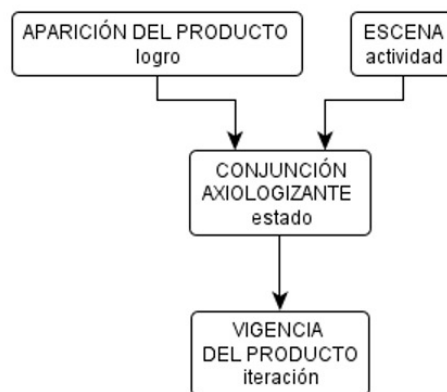 APARICIÓN DEL PRODUCTO
logro
ESCENA
actividad
CONJUNCIÓN
AXIOLOGIZANTE
estado
VIGENCIA
DEL PRODUCTO
iteración